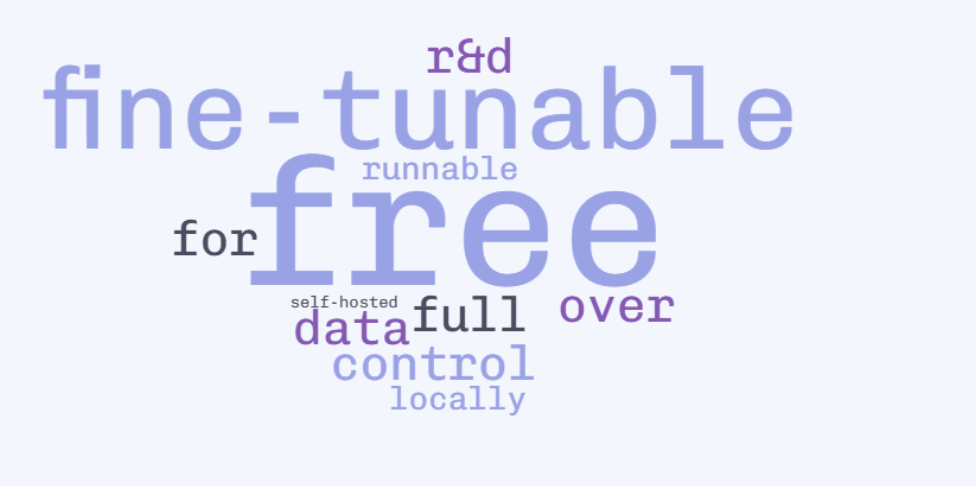 r&d
fine-tunable
runnable
free
for
self-hosted
data full over
control
locally